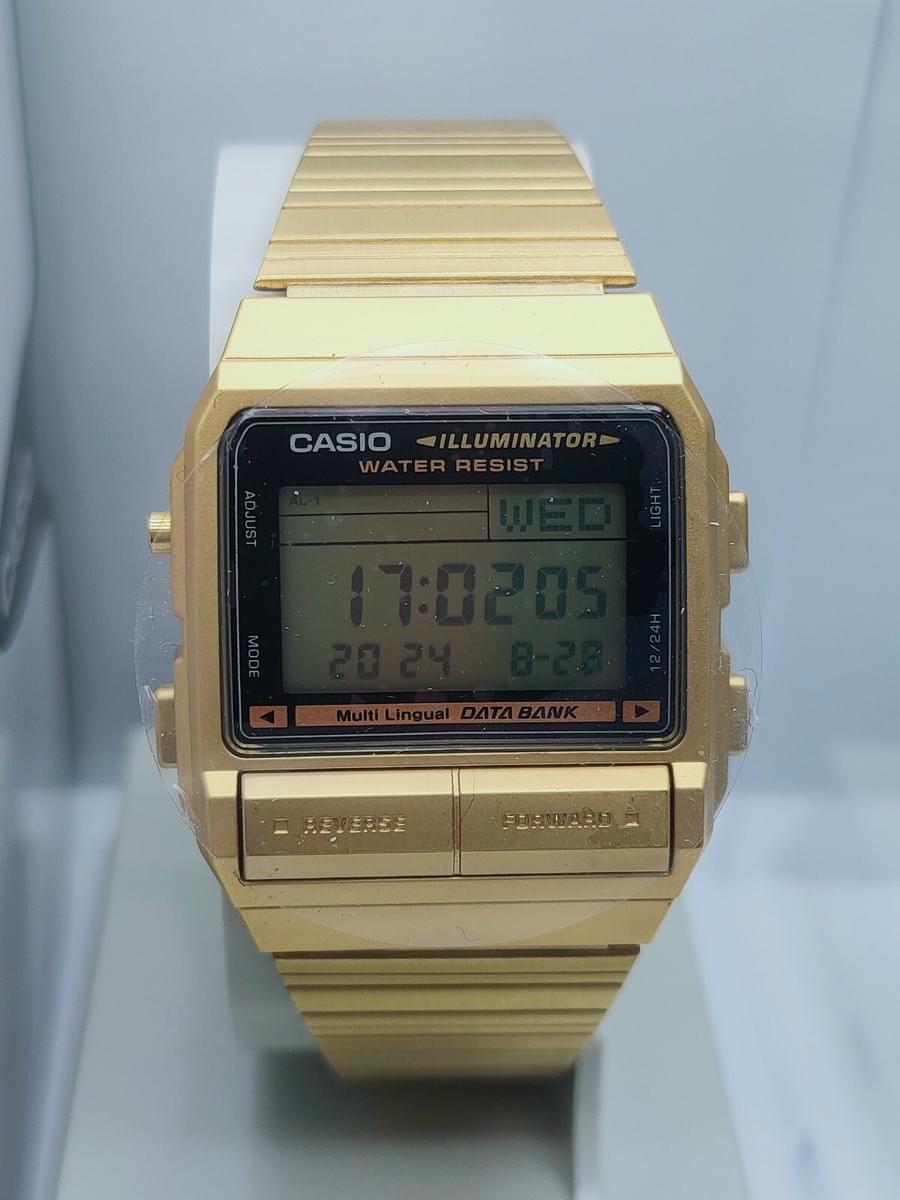 CASIO ILLUMINATOR
WATER RESIST
ADJUST
LIGHT
AL-1
WED
17:02 05
20 24 8-28
MODE
12/24H
Multi Lingual DATA BANK
REVERSE FORWARD